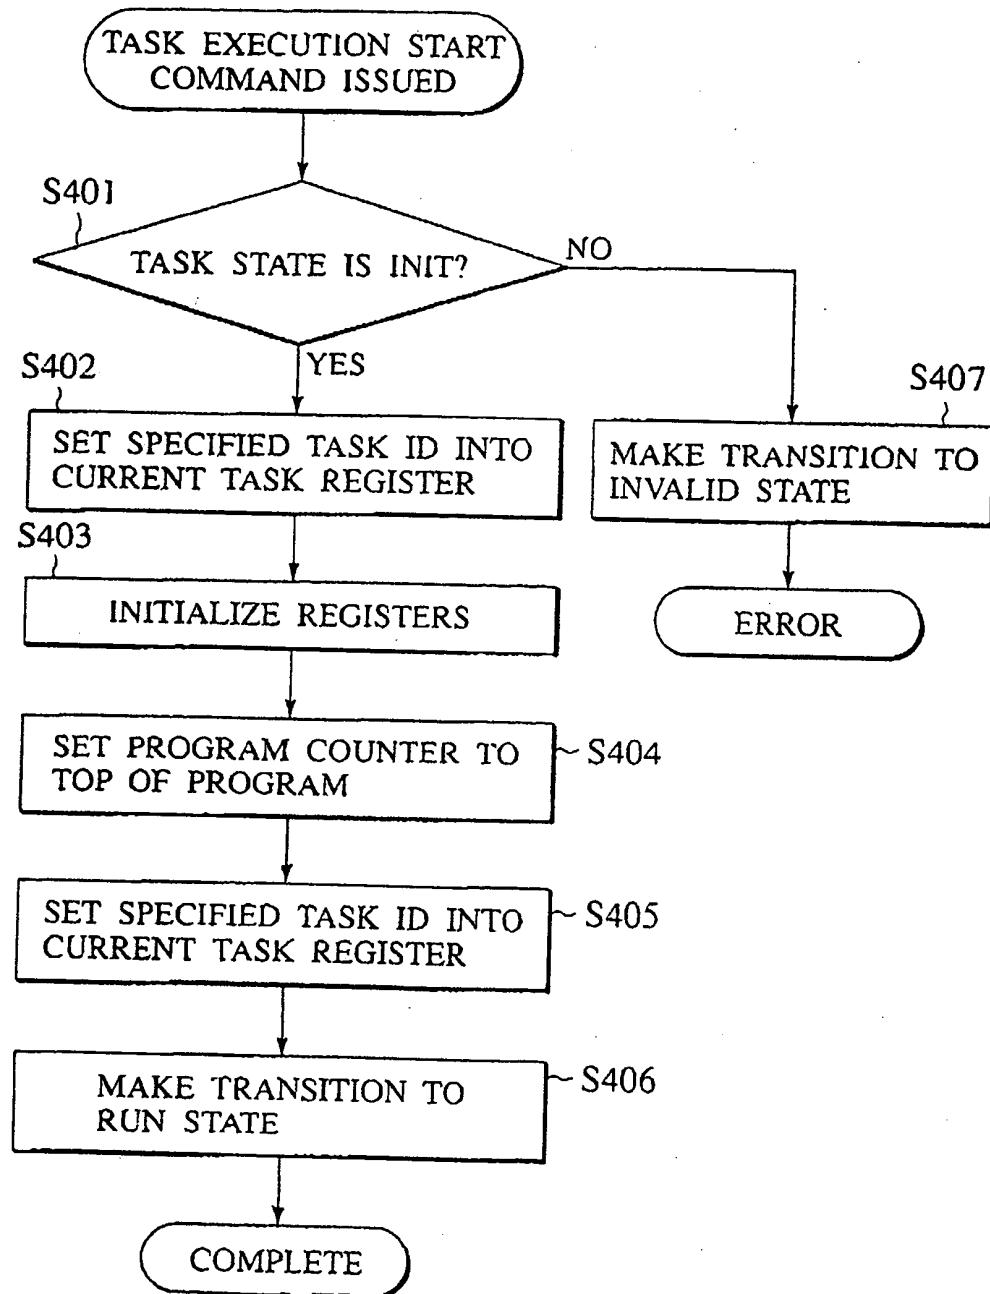 TASK EXECUTION START
COMMAND ISSUED
S401
TASK STATE IS INIT?
NO
YES
S402
SET SPECIFIED TASK ID INTO
CURRENT TASK REGISTER
S407
MAKE TRANSITION TO
INVALID STATE
S403
INITIALIZE REGISTERS
ERROR
SET PROGRAM COUNTER TO
TOP OF PROGRAM
S404
SET SPECIFIED TASK ID INTO
CURRENT TASK REGISTER
S405
MAKE TRANSITION TO
RUN STATE
S406
COMPLETE